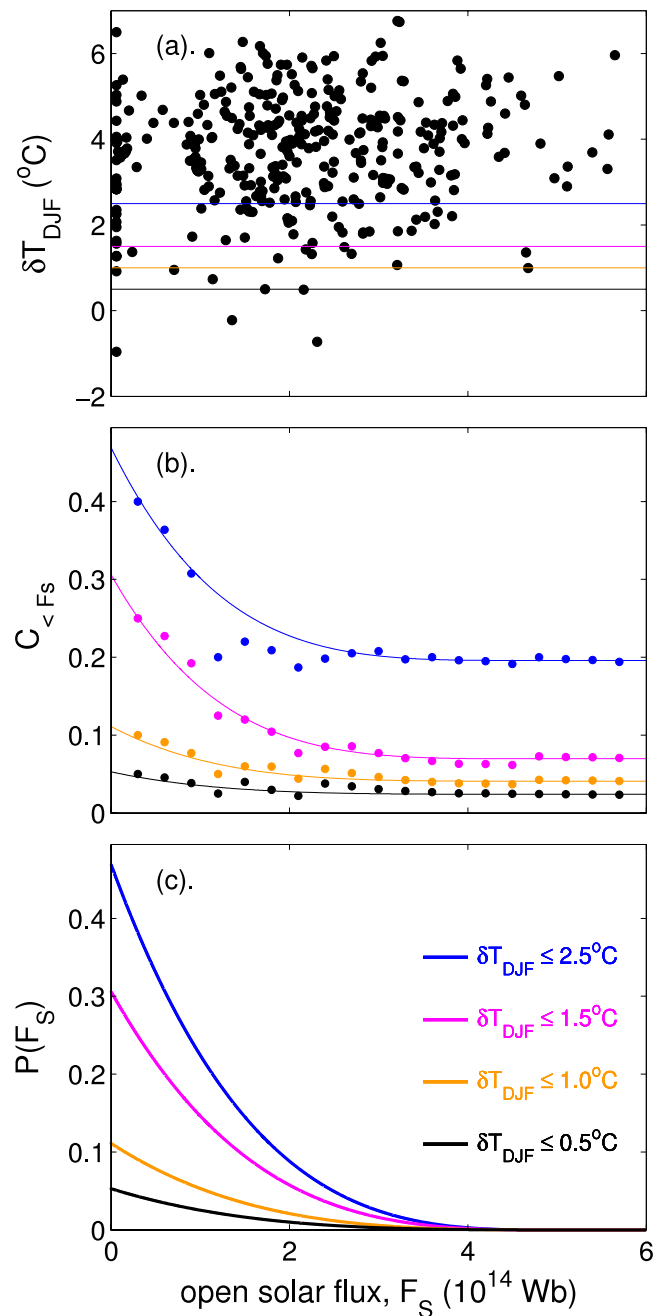 (a).
6
4
2
0
−2
δT_DJF (°C)
(b).
0.4
0.3
0.2
0.1
0
C_<Fs
(c).
0.4
0.3
0.2
0.1
0
P(F_S)
δT_DJF ≤ 2.5°C
δT_DJF ≤ 1.5°C
δT_DJF ≤ 1.0°C
δT_DJF ≤ 0.5°C
0 2 4 6
open solar flux, F_S (10^14 Wb)